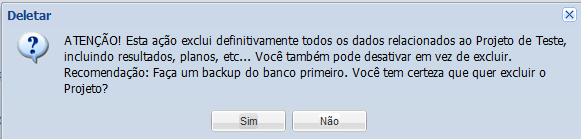 Deletar
ATENÇÃO! Esta ação exclui definitivamente todos os dados relacionados ao Projeto de Teste,
incluindo resultados, planos, etc... Você também pode desativar em vez de excluir.
Recomendação: Faça um backup do banco primeiro. Você tem certeza que quer excluir o
Projeto?
Sim Não